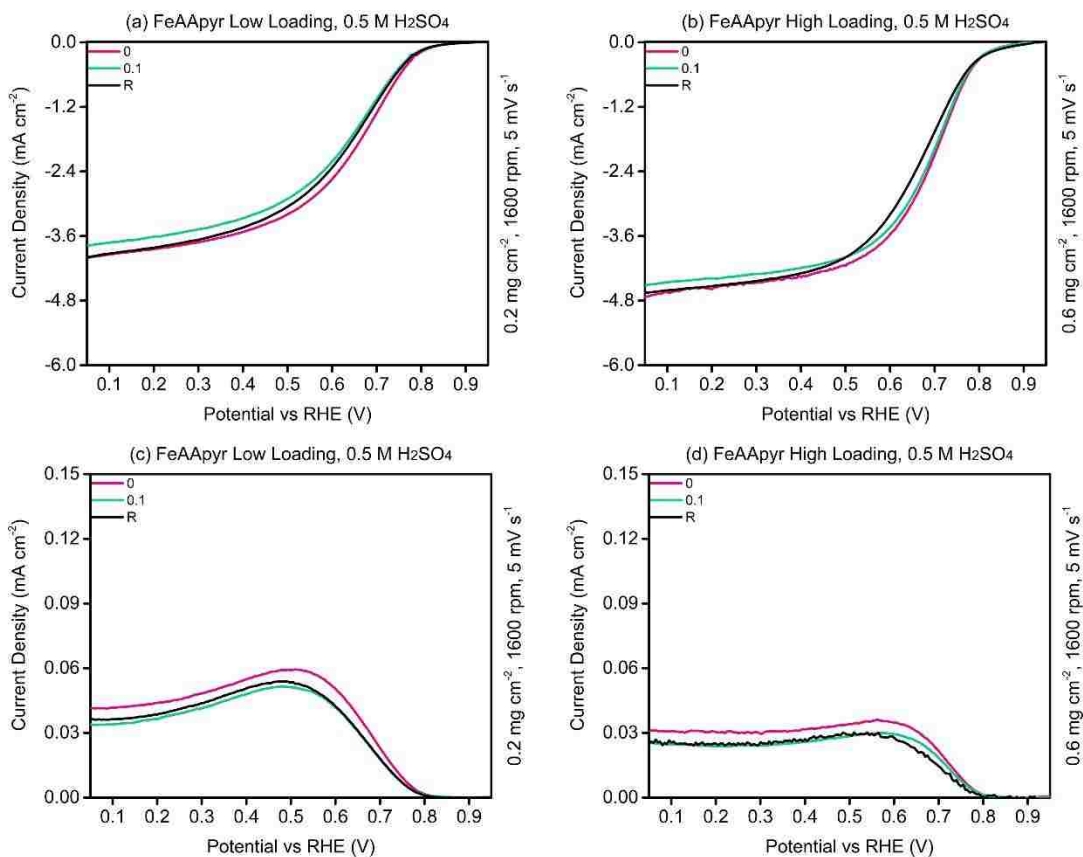 (a) FeAApyr Low Loading, 0.5 M H₂SO₄
0
0.1
R
0.0
-1.2
-2.4
-3.6
-4.8
-6.0
0.1 0.2 0.3 0.4 0.5 0.6 0.7 0.8 0.9
Current Density (mA cm⁻²)
Potential vs RHE (V)
0.2 mg cm⁻², 1600 rpm, 5 mV s⁻¹
(b) FeAApyr High Loading, 0.5 M H₂SO₄
0
0.1
R
0.0
-1.2
-2.4
-3.6
-4.8
-6.0
0.1 0.2 0.3 0.4 0.5 0.6 0.7 0.8 0.9
Current Density (mA cm⁻²)
Potential vs RHE (V)
0.6 mg cm⁻², 1600 rpm, 5 mV s⁻¹
(c) FeAApyr Low Loading, 0.5 M H₂SO₄
0
0.1
R
0.15
0.12
0.09
0.06
0.03
0.00
0.1 0.2 0.3 0.4 0.5 0.6 0.7 0.8 0.9
Current Density (mA cm⁻²)
Potential vs RHE (V)
0.2 mg cm⁻², 1600 rpm, 5 mV s⁻¹
(d) FeAApyr High Loading, 0.5 M H₂SO₄
0
0.1
R
0.15
0.12
0.09
0.06
0.03
0.00
0.1 0.2 0.3 0.4 0.5 0.6 0.7 0.8 0.9
Current Density (mA cm⁻²)
Potential vs RHE (V)
0.6 mg cm⁻², 1600 rpm, 5 mV s⁻¹